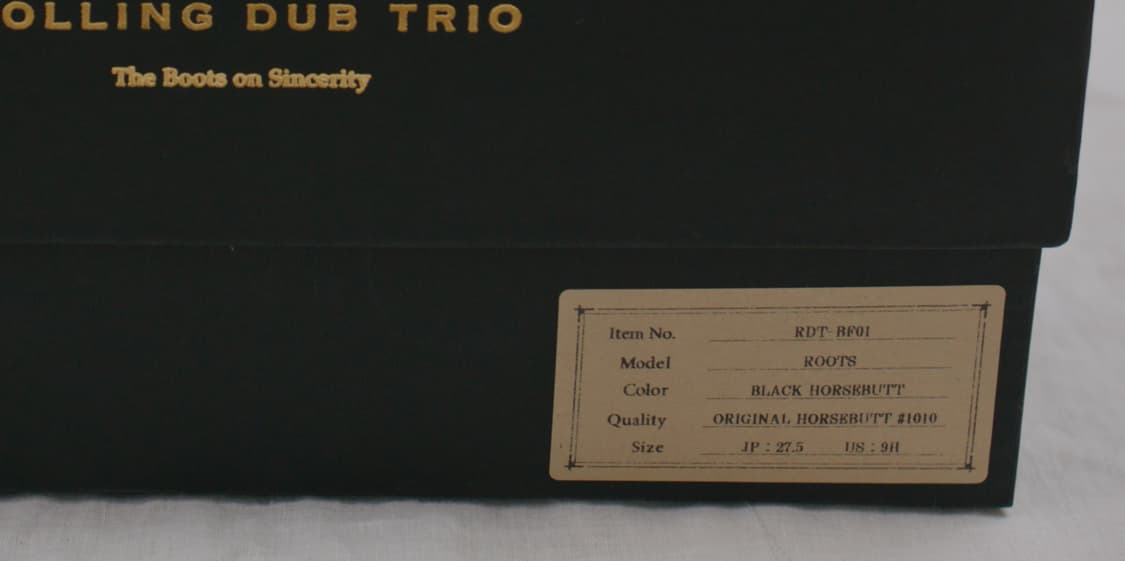 OLLING DUB TRIO
The Boots on Sincerity
Item No. RDT-BF01
Model ROOTS
Color BLACK HORSEBUTT
Quality ORIGINAL HORSEBUTT #1010
Size JP : 27.5 US : 9H